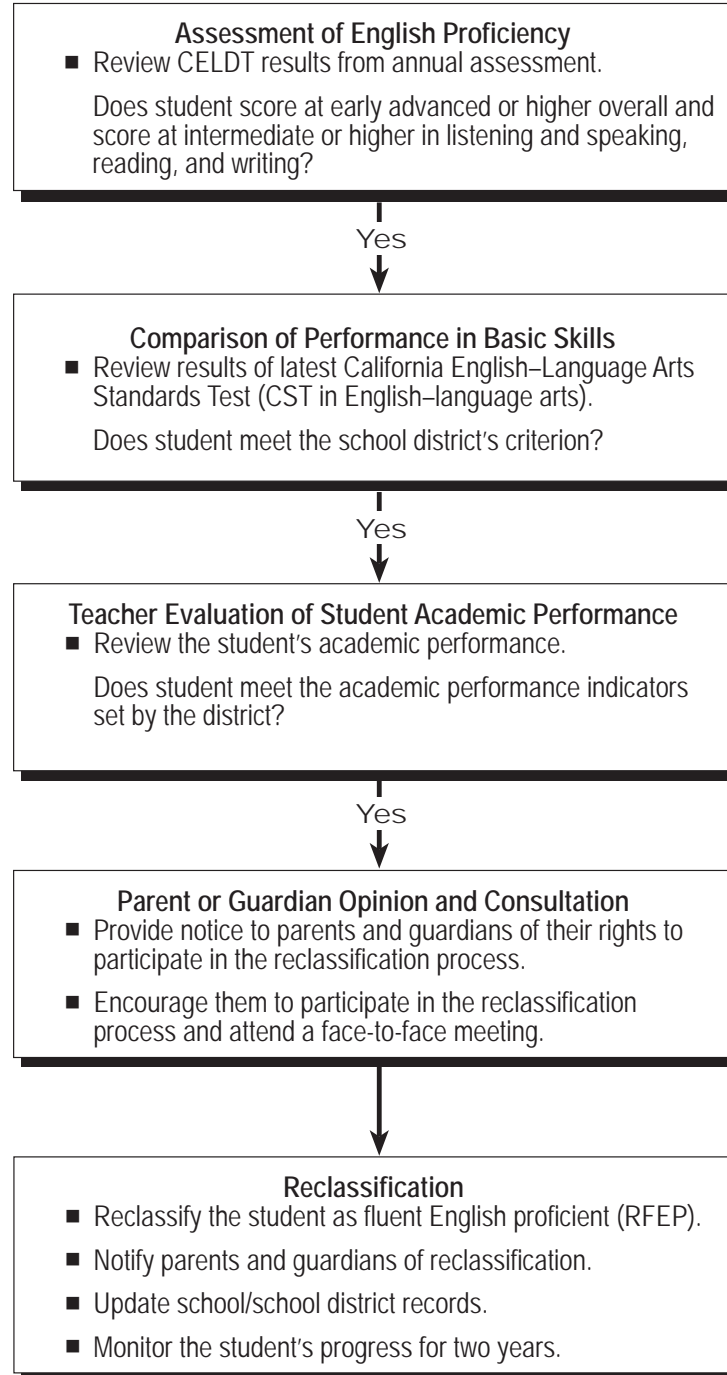 Assessment of English Proficiency
■ Review CELDT results from annual assessment.
Does student score at early advanced or higher overall and
score at intermediate or higher in listening and speaking,
reading, and writing?
Yes
Comparison of Performance in Basic Skills
■ Review results of latest California English–Language Arts
Standards Test (CST in English–language arts).
Does student meet the school district’s criterion?
Yes
Teacher Evaluation of Student Academic Performance
■ Review the student’s academic performance.
Does student meet the academic performance indicators
set by the district?
Yes
Parent or Guardian Opinion and Consultation
■ Provide notice to parents and guardians of their rights to
participate in the reclassification process.
■ Encourage them to participate in the reclassification
process and attend a face-to-face meeting.
Reclassification
■ Reclassify the student as fluent English proficient (RFEP).
■ Notify parents and guardians of reclassification.
■ Update school/school district records.
■ Monitor the student’s progress for two years.